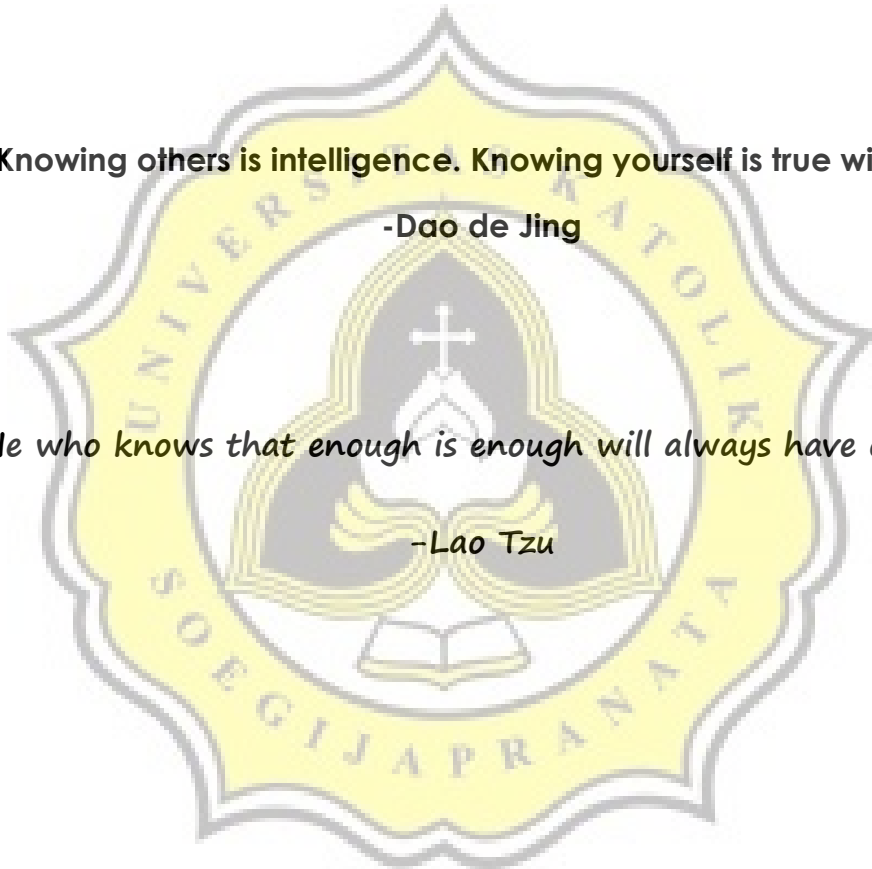 Knowing others is intelligence. Knowing yourself is true wi
-Dao de Jing
e who knows that enough is enough will always have
-Lao Tzu
UNIVERSITAS KATOLIK
SOEGIJAPRANATA